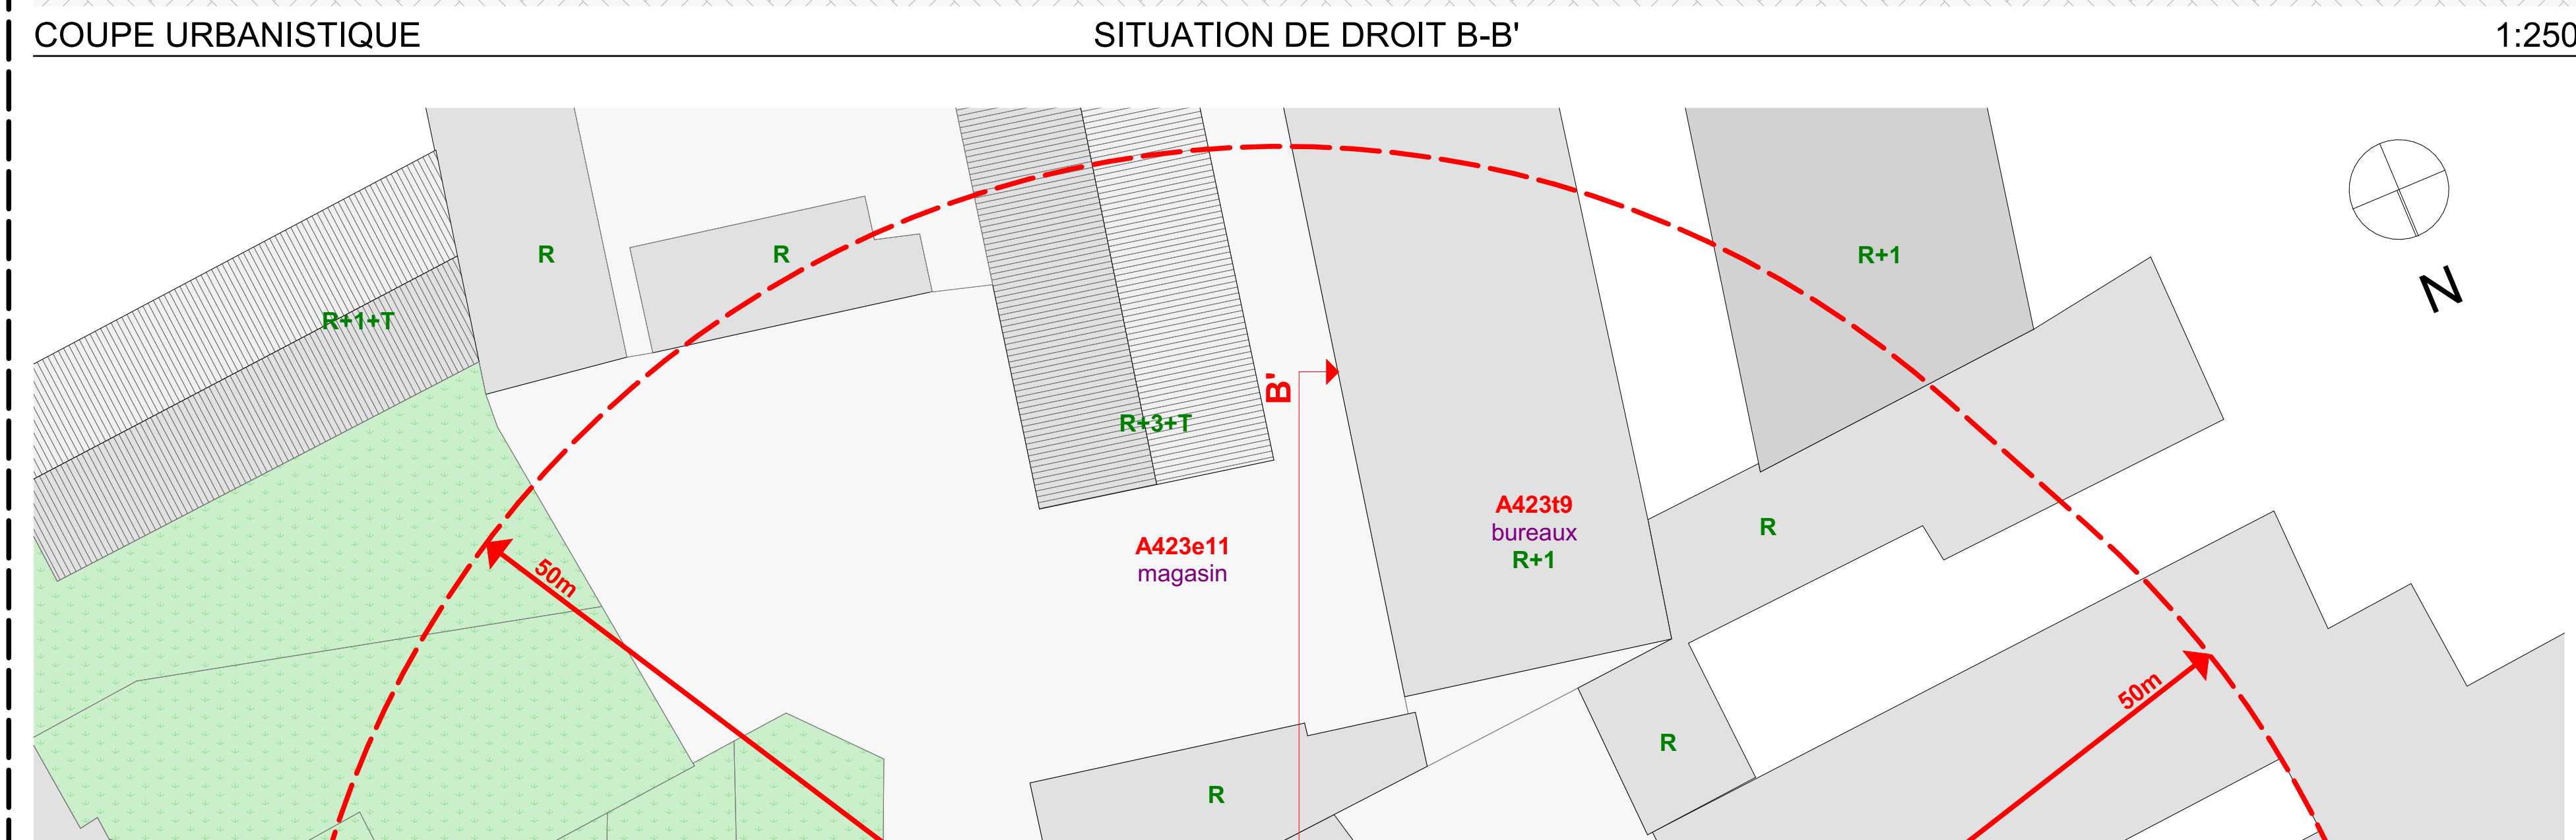 COUPE URBANISTIQUE
SITUATION DE DROIT B-B'
1:250
R
R
R+1
R+1+T
N
B'
R+3+T
A423t9
bureaux
R+1
R
A423e11
magasin
50m
50m
R
R